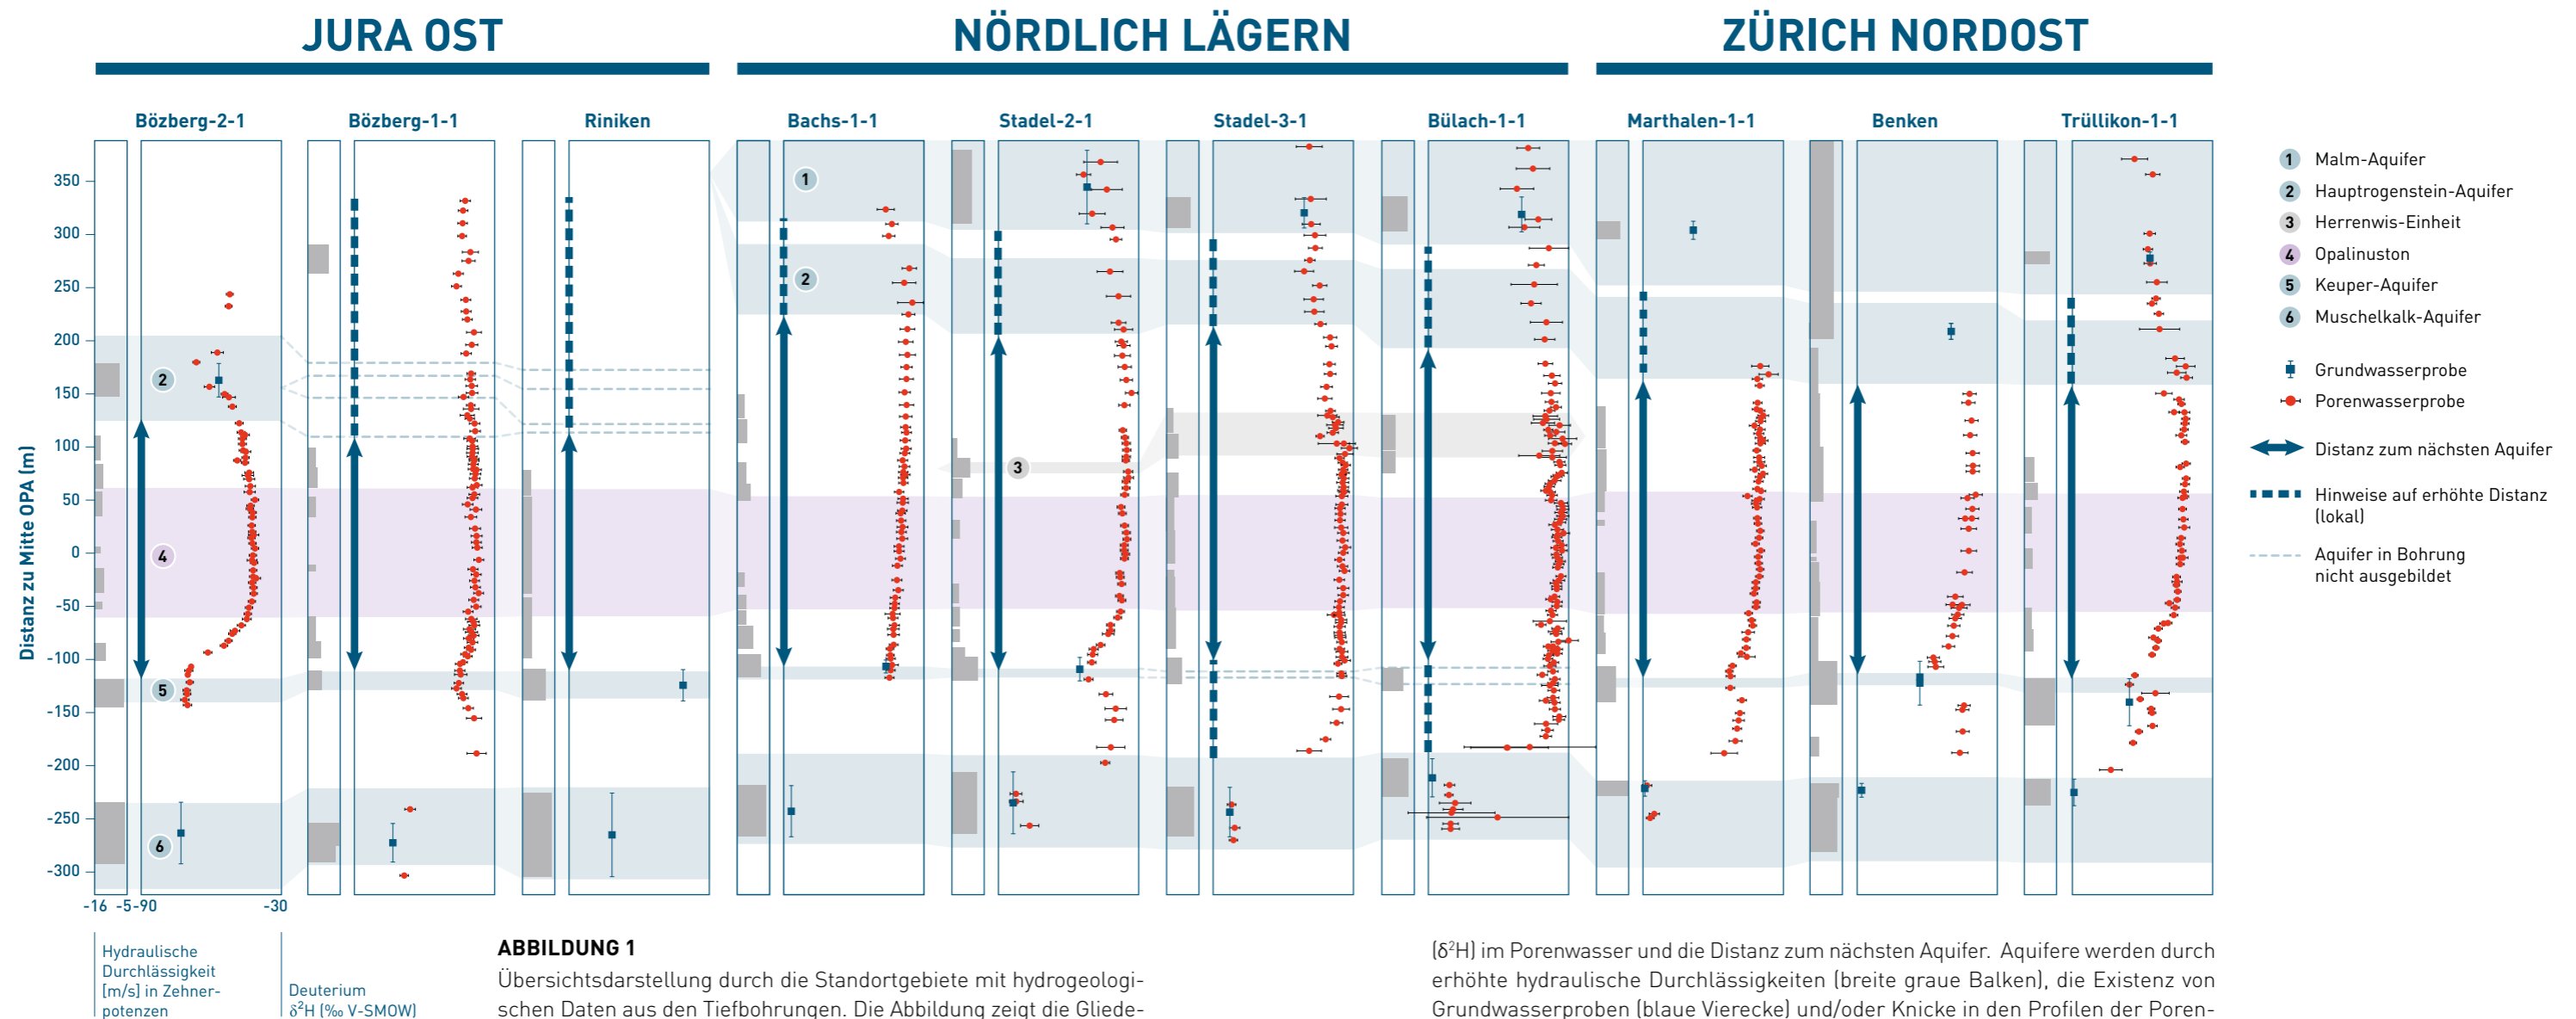 JURA OST
NÖRDLICH LÄGERN
ZÜRICH NORDOST
Bözberg-2-1
Bözberg-1-1
Riniken
Bachs-1-1
Stadel-2-1
Stadel-3-1
Bülach-1-1
Marthalen-1-1
Benken
Trüllikon-1-1
Distanz zu Mitte OPA (m)
350
300
250
200
150
100
50
0
-50
-100
-150
-200
-250
-300
-16 -5 -90 -30
2
4
5
6
1
2
3
1 Malm-Aquifer
2 Hauptrogenstein-Aquifer
3 Herrenwis-Einheit
4 Opalinuston
5 Keuper-Aquifer
6 Muschelkalk-Aquifer
Grundwasserprobe
Porenwasserprobe
Distanz zum nächsten Aquifer
Hinweise auf erhöhte Distanz
(lokal)
Aquifer in Bohrung
nicht ausgebildet
Hydraulische
Durchlässigkeit
[m/s] in Zehner-
potenzen
Deuterium
δ²H (‰ V-SMOW)
ABBILDUNG 1
Übersichtsdarstellung durch die Standortgebiete mit hydrogeologi-
schen Daten aus den Tiefbohrungen. Die Abbildung zeigt die Gliede-
(δ²H) im Porenwasser und die Distanz zum nächsten Aquifer. Aquifere werden durch
erhöhte hydraulische Durchlässigkeiten (breite graue Balken), die Existenz von
Grundwasserproben (blaue Vierecke) und/oder Knicke in den Profilen der Poren-